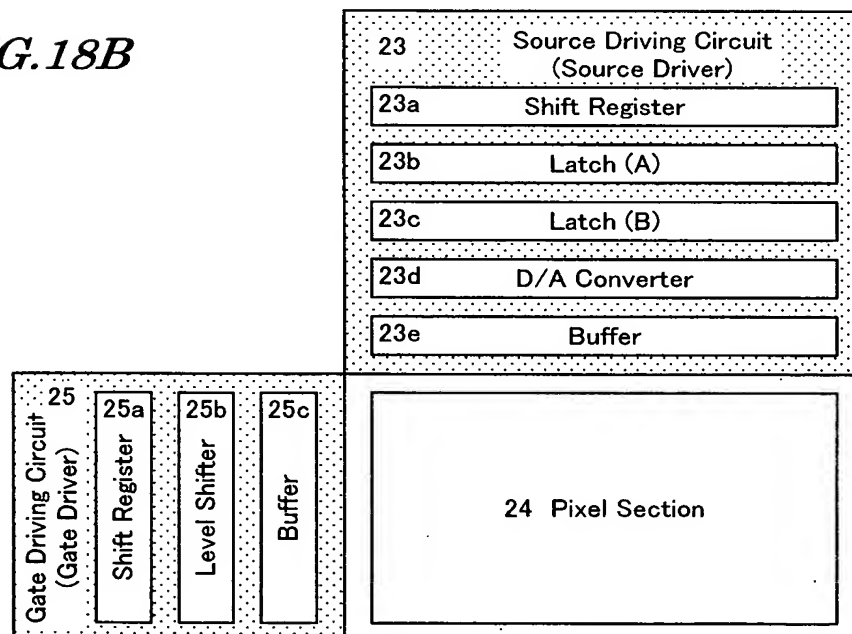 G.18B
23 Source Driving Circuit
(Source Driver)
23a Shift Register
23b Latch (A)
23c Latch (B)
23d D/A Converter
23e Buffer
25
Gate Driving Circuit
(Gate Driver)
25a
Shift Register
25b
Level Shifter
25c
Buffer
24 Pixel Section